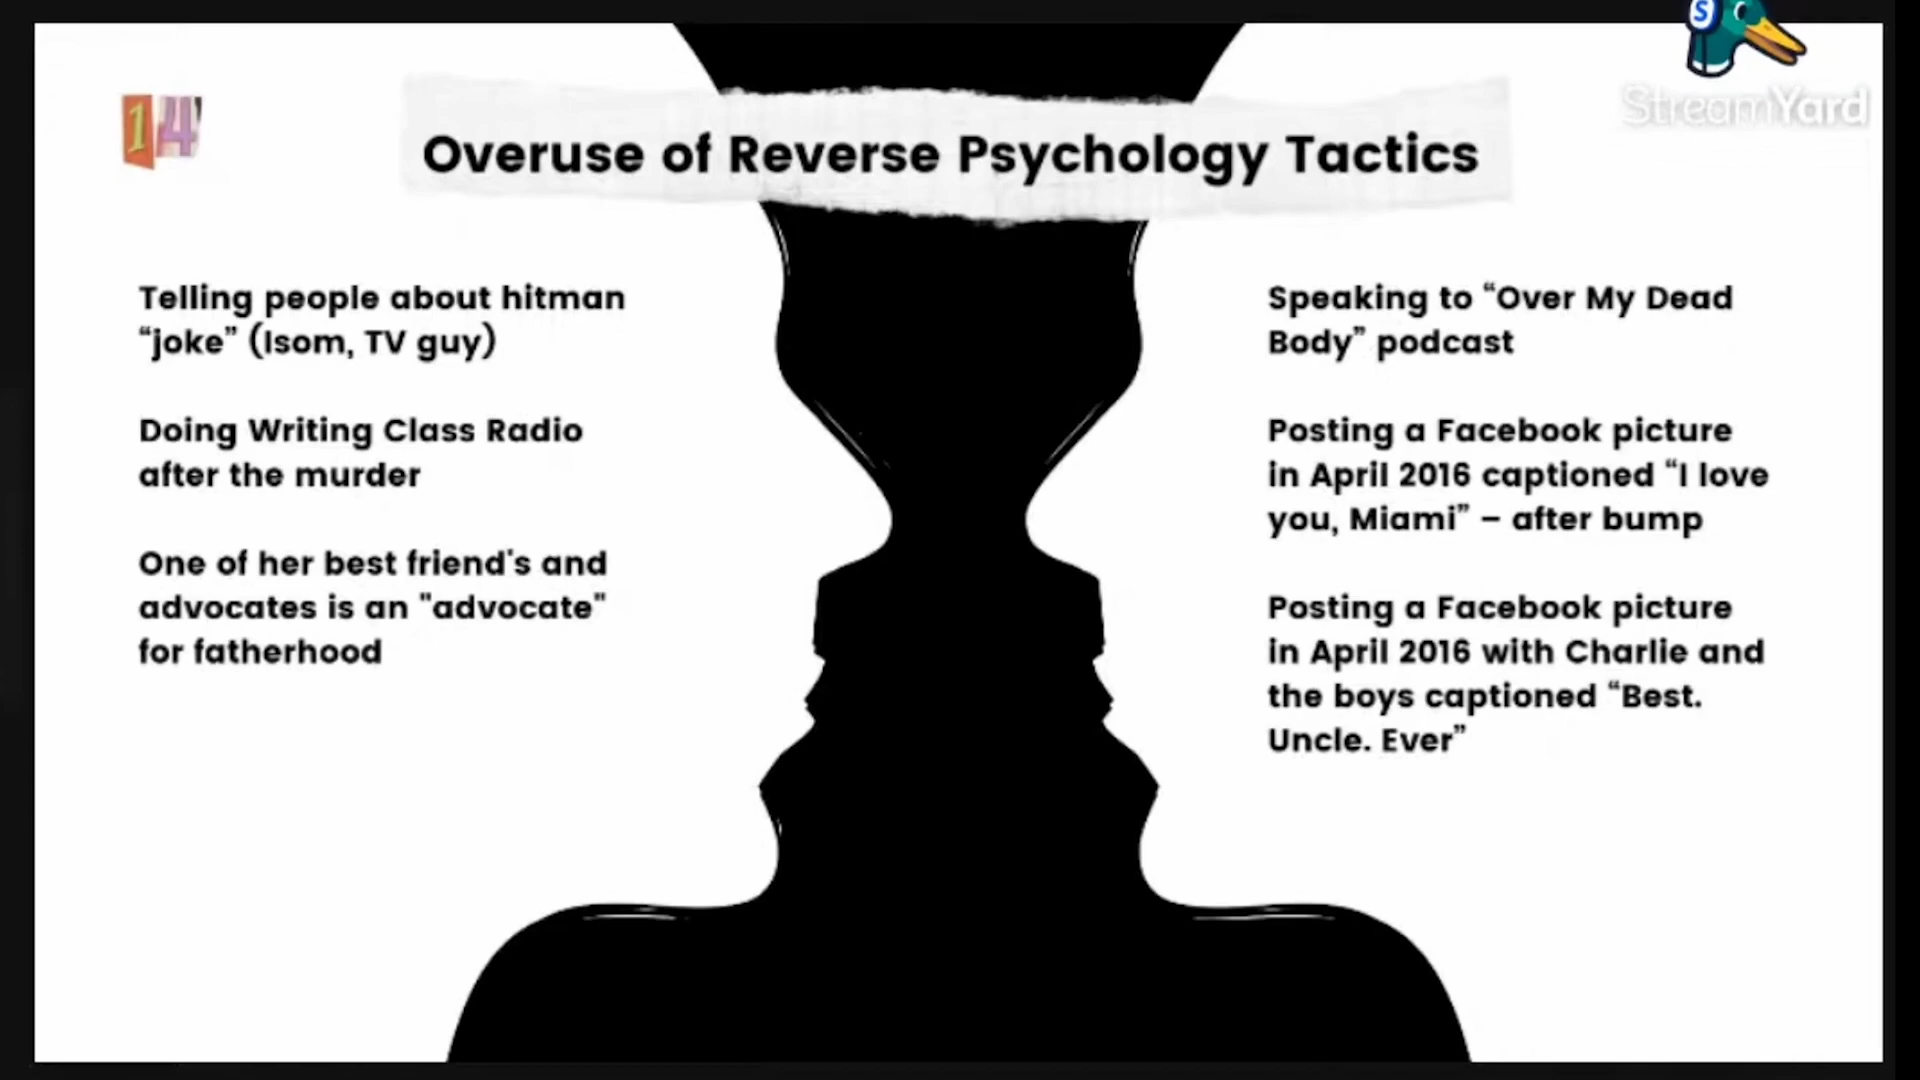 S
StreamYard
14
Overuse of Reverse Psychology Tactics
Telling people about hitman
“joke” (Isom, TV guy)
Doing Writing Class Radio
after the murder
One of her best friend's and
advocates is an "advocate"
for fatherhood
Speaking to “Over My Dead
Body” podcast
Posting a Facebook picture
in April 2016 captioned “I love
you, Miami” – after bump
Posting a Facebook picture
in April 2016 with Charlie and
the boys captioned “Best.
Uncle. Ever”